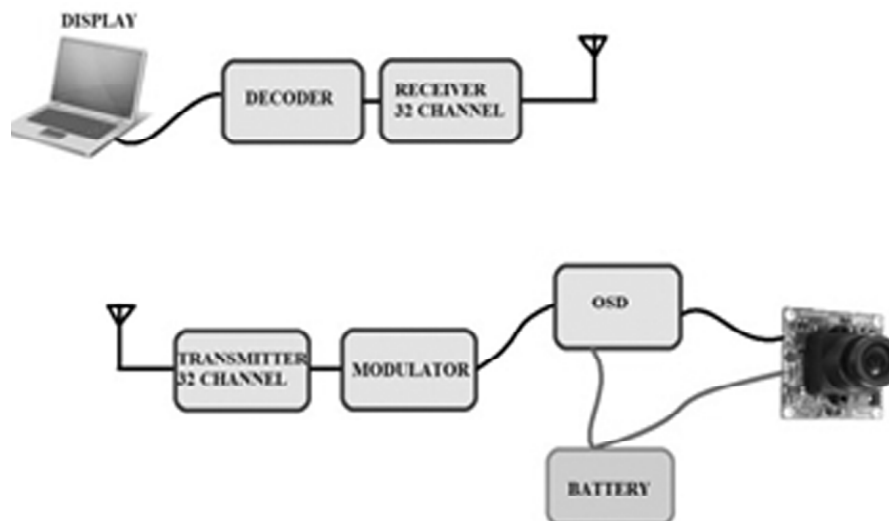 DISPLAY
DECODER
RECEIVER
32 CHANNEL
TRANSMITTER
32 CHANNEL
MODULATOR
OSD
BATTERY